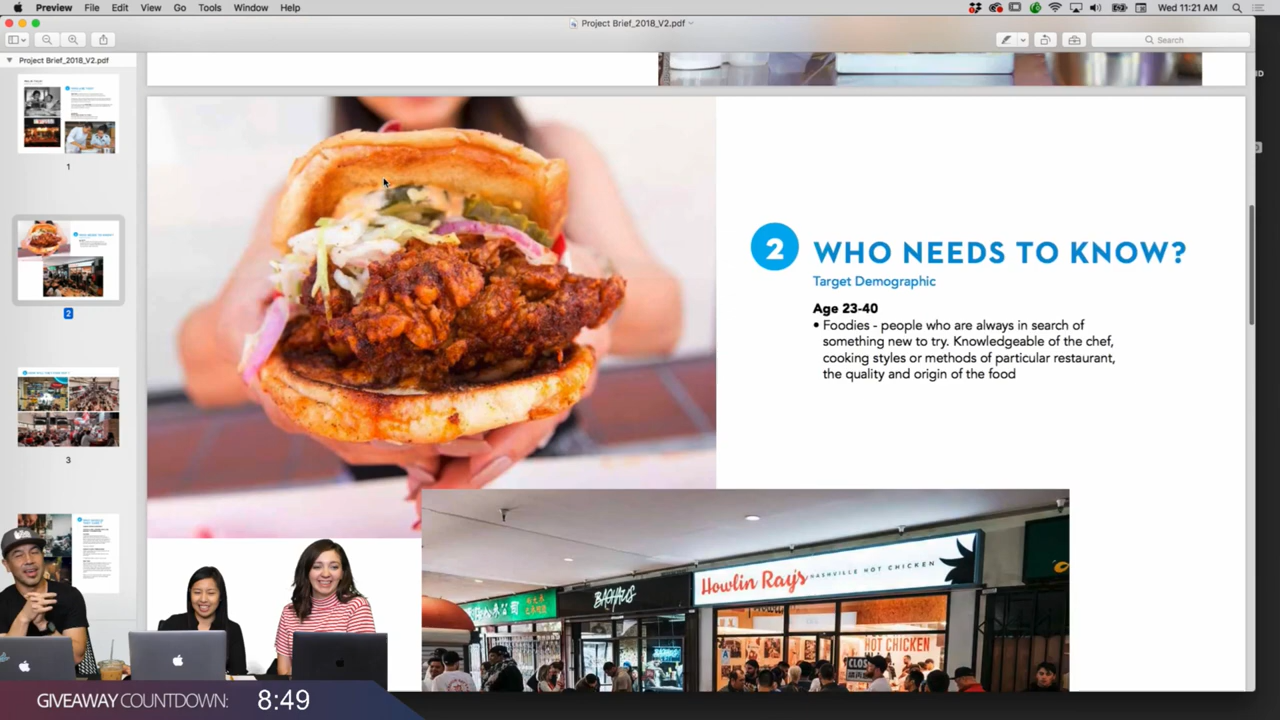 Preview File Edit View Go Tools Window Help
Wed 11:21 AM
Project Brief_2018_V2.pdf
Search
Project Brief_2018_V2.pdf
1
2
3
2 WHO NEEDS TO KNOW?
Target Demographic
Age 23-40
• Foodies - people who are always in search of
something new to try. Knowledgeable of the chef,
cooking styles or methods of particular restaurant,
the quality and origin of the food
BAOHAUS
Howlin Ray's NASHVILLE HOT CHICKEN
HOT CHICKEN
CLOS
GIVEAWAY COUNTDOWN: 8:49